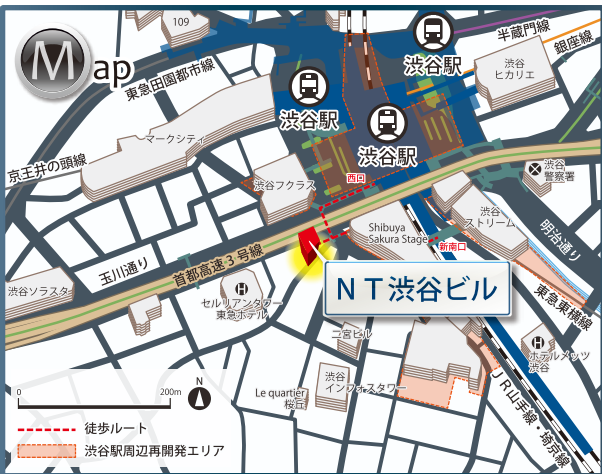 Map
109
半蔵門線
銀座線
渋谷駅
渋谷
ヒカリエ
東急田園都市線
渋谷駅
渋谷駅
マークシティ
京王井の頭線
西口
渋谷フクラス
渋谷
警察署
Shibuya
Sakura Stage
渋谷
ストリーム
新南口
明治通り
玉川通り
首都高速3号線
渋谷ソラスタ
セルリアンタワー
東急ホテル
NT渋谷ビル
東急東横線
二宮ビル
ホテルメッツ
渋谷
渋谷
インフォスタワー
Le quartier
桜丘
JR山手線・埼京線
0 200m
N
徒歩ルート
渋谷駅周辺再開発エリア